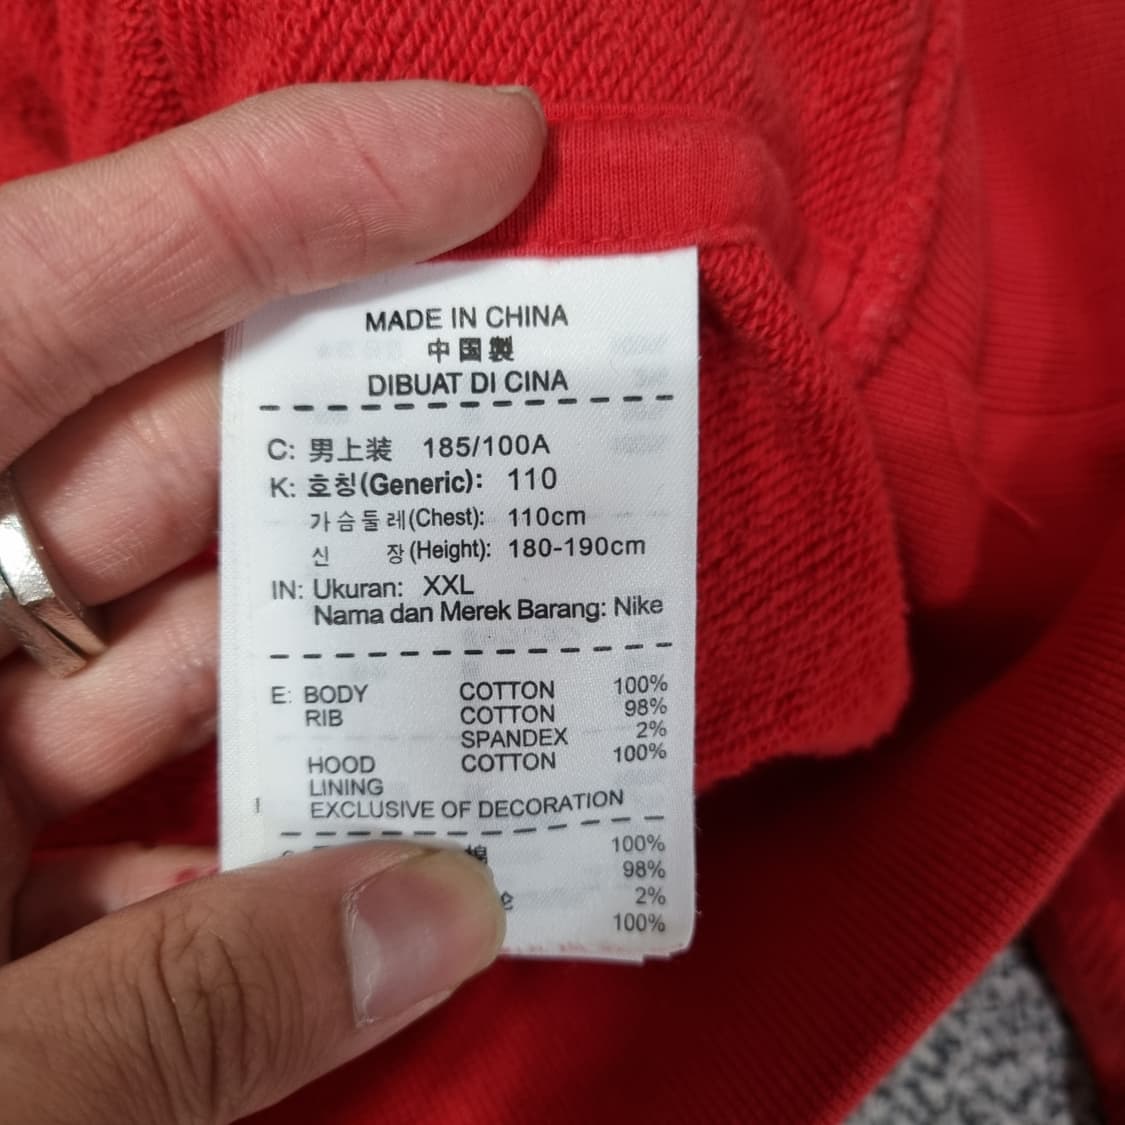 MADE IN CHINA
中国製
DIBUAT DI CINA
C: 男上装 185/100A
K: 호칭(Generic): 110
가슴둘레(Chest): 110cm
신 장(Height): 180-190cm
IN: Ukuran: XXL
Nama dan Merek Barang: Nike
E: BODY COTTON 100%
RIB COTTON 98%
SPANDEX 2%
HOOD COTTON 100%
LINING
EXCLUSIVE OF DECORATION
棉 100%
98%
2%
100%